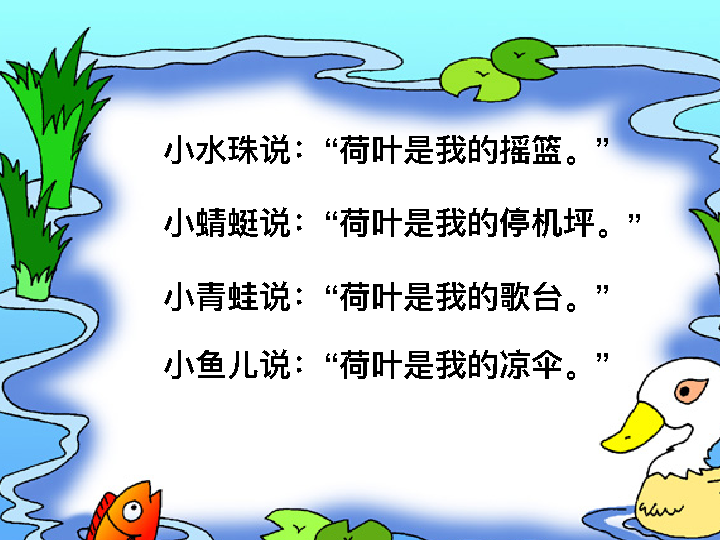 小水珠说：“荷叶是我的摇篮。”
小蜻蜓说：“荷叶是我的停机坪。”
小青蛙说：“荷叶是我的歌台。”
小鱼儿说：“荷叶是我的凉伞。”